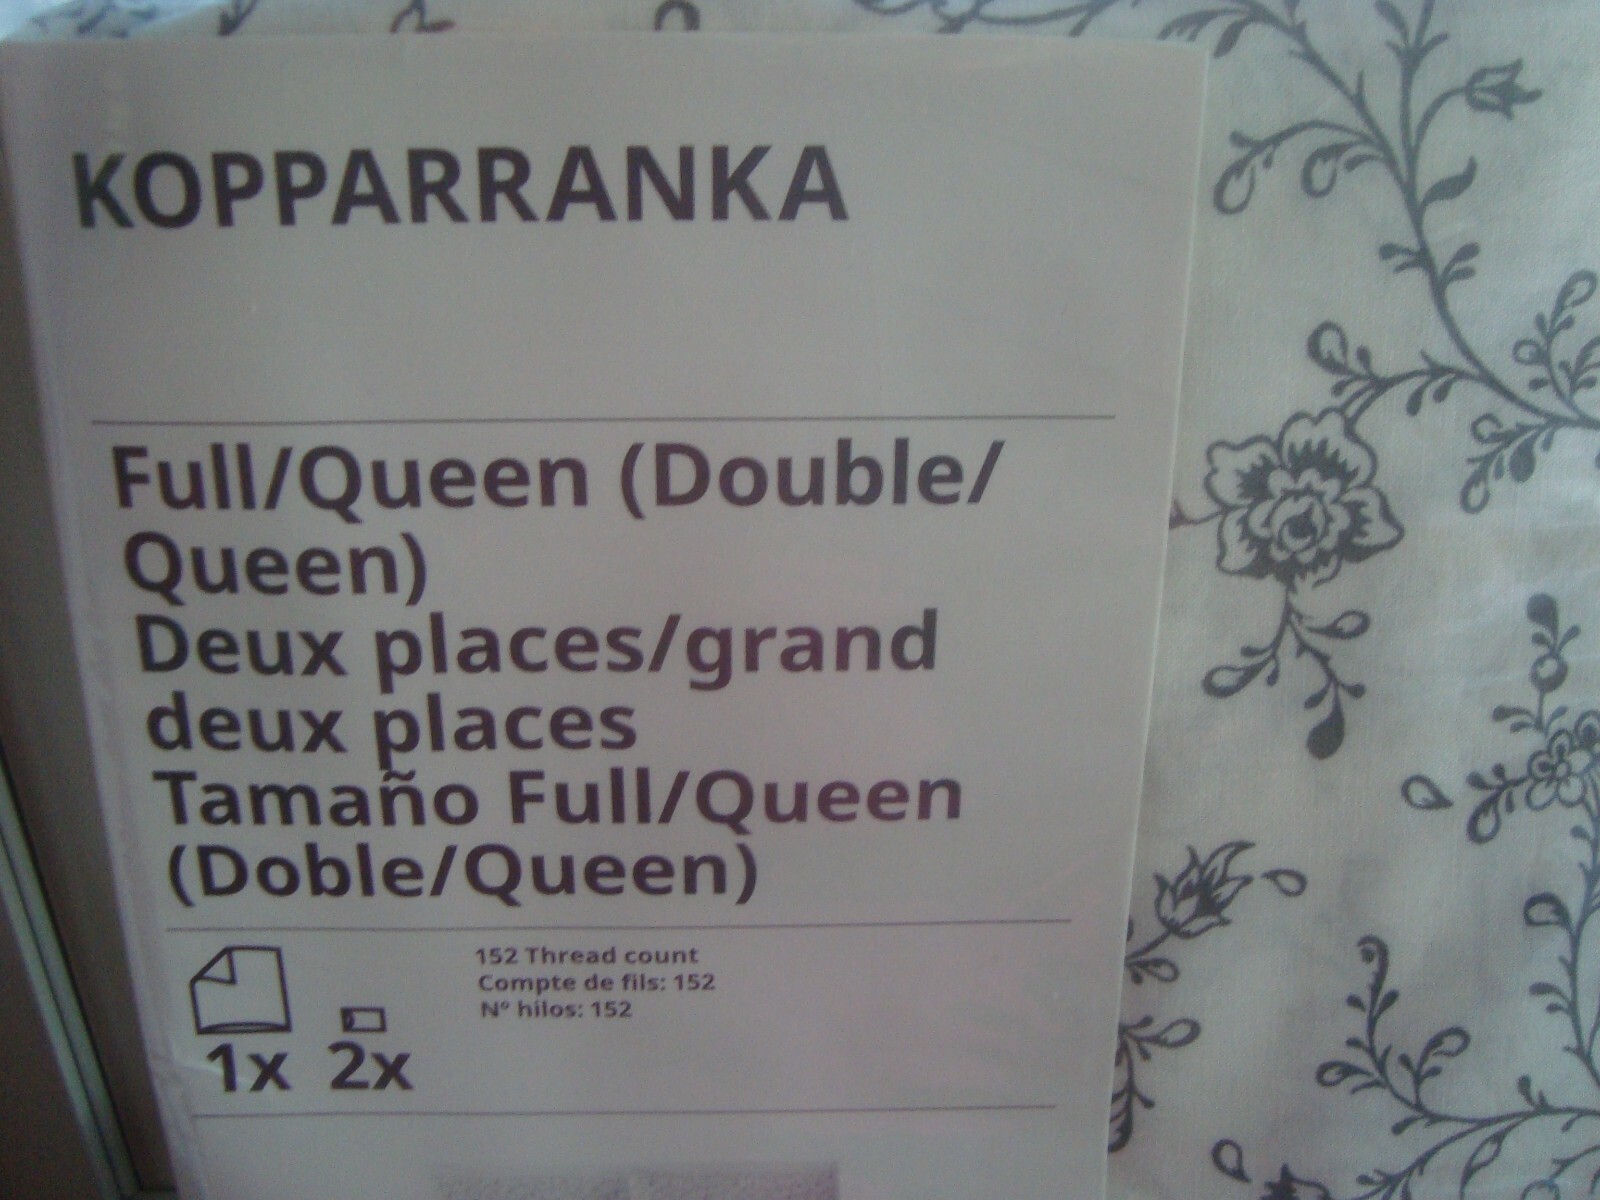 KOPPARRANKA
Full/Queen (Double/
Queen)
Deux places/grand
deux places
Tamaño Full/Queen
(Doble/Queen)
152 Thread count
Compte de fils: 152
Nº hilos: 152
1x 2x